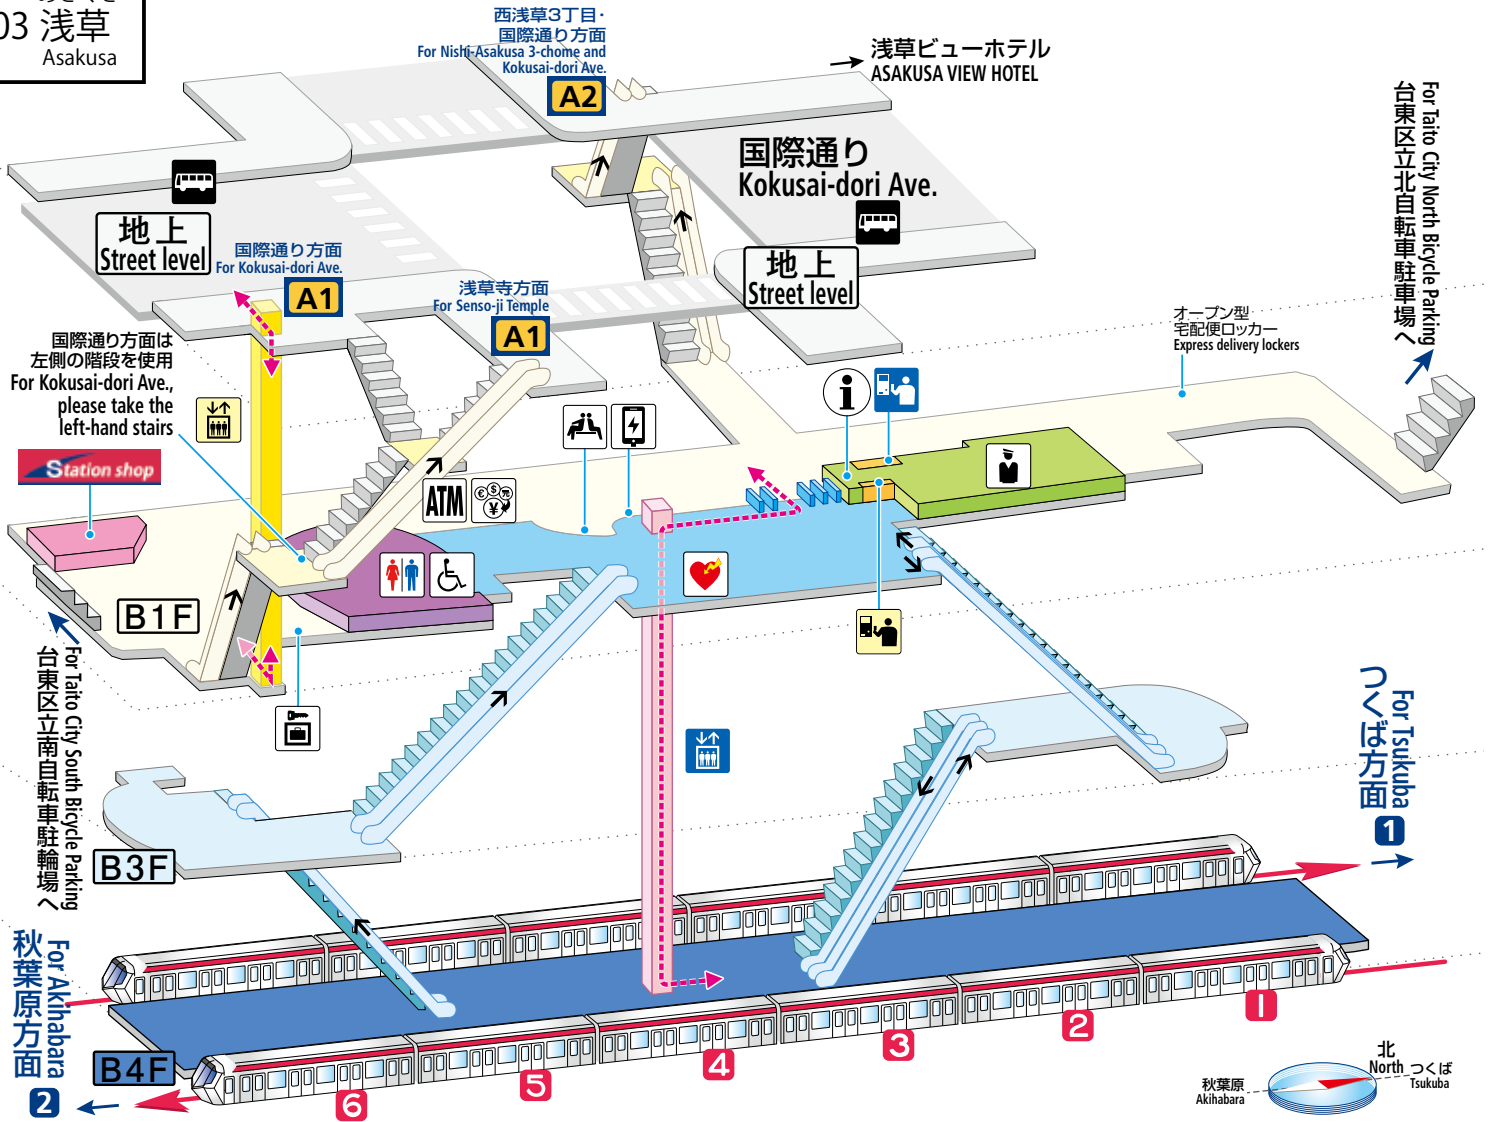 03 浅草
Asakusa
西浅草3丁目・
国際通り方面
For Nishi-Asakusa 3-chome and
Kokusai-dori Ave.
A2
浅草ビューホテル
ASAKUSA VIEW HOTEL
国際通り
Kokusai-dori Ave.
地上
Street level
地上
Street level
国際通り方面
For Kokusai-dori Ave.
A1
浅草寺方面
For Senso-ji Temple
A1
国際通り方面は
左側の階段を使用
For Kokusai-dori Ave.,
please take the
left-hand stairs
Station shop
オープン型
宅配便ロッカー
Express delivery lockers
台東区立北自転車駐車場へ
For Taito City North Bicycle Parking
ATM
B1F
台東区立南自転車駐輪場へ
For Taito City South Bicycle Parking
B3F
つくば方面
For Tsukuba
1
秋葉原方面
For Akihabara
2
B4F
6
5
4
3
2
1
北
North
つくば
Tsukuba
秋葉原
Akihabara